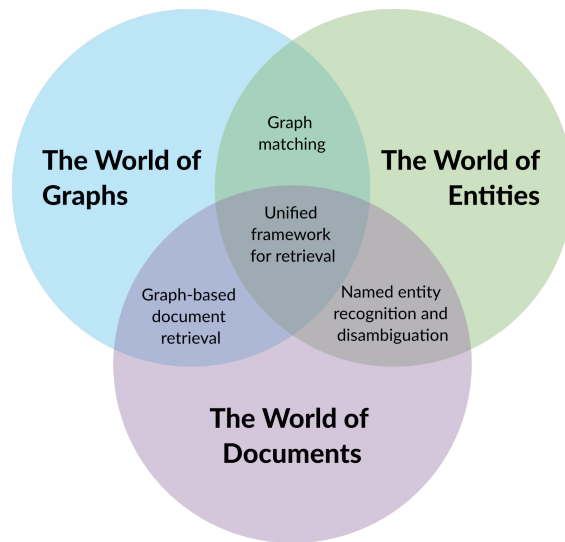 Graph
matching
The World of
Graphs
The World of
Entities
Unified
framework
for retrieval
Graph-based
document
retrieval
Named entity
recognition and
disambiguation
The World of
Documents